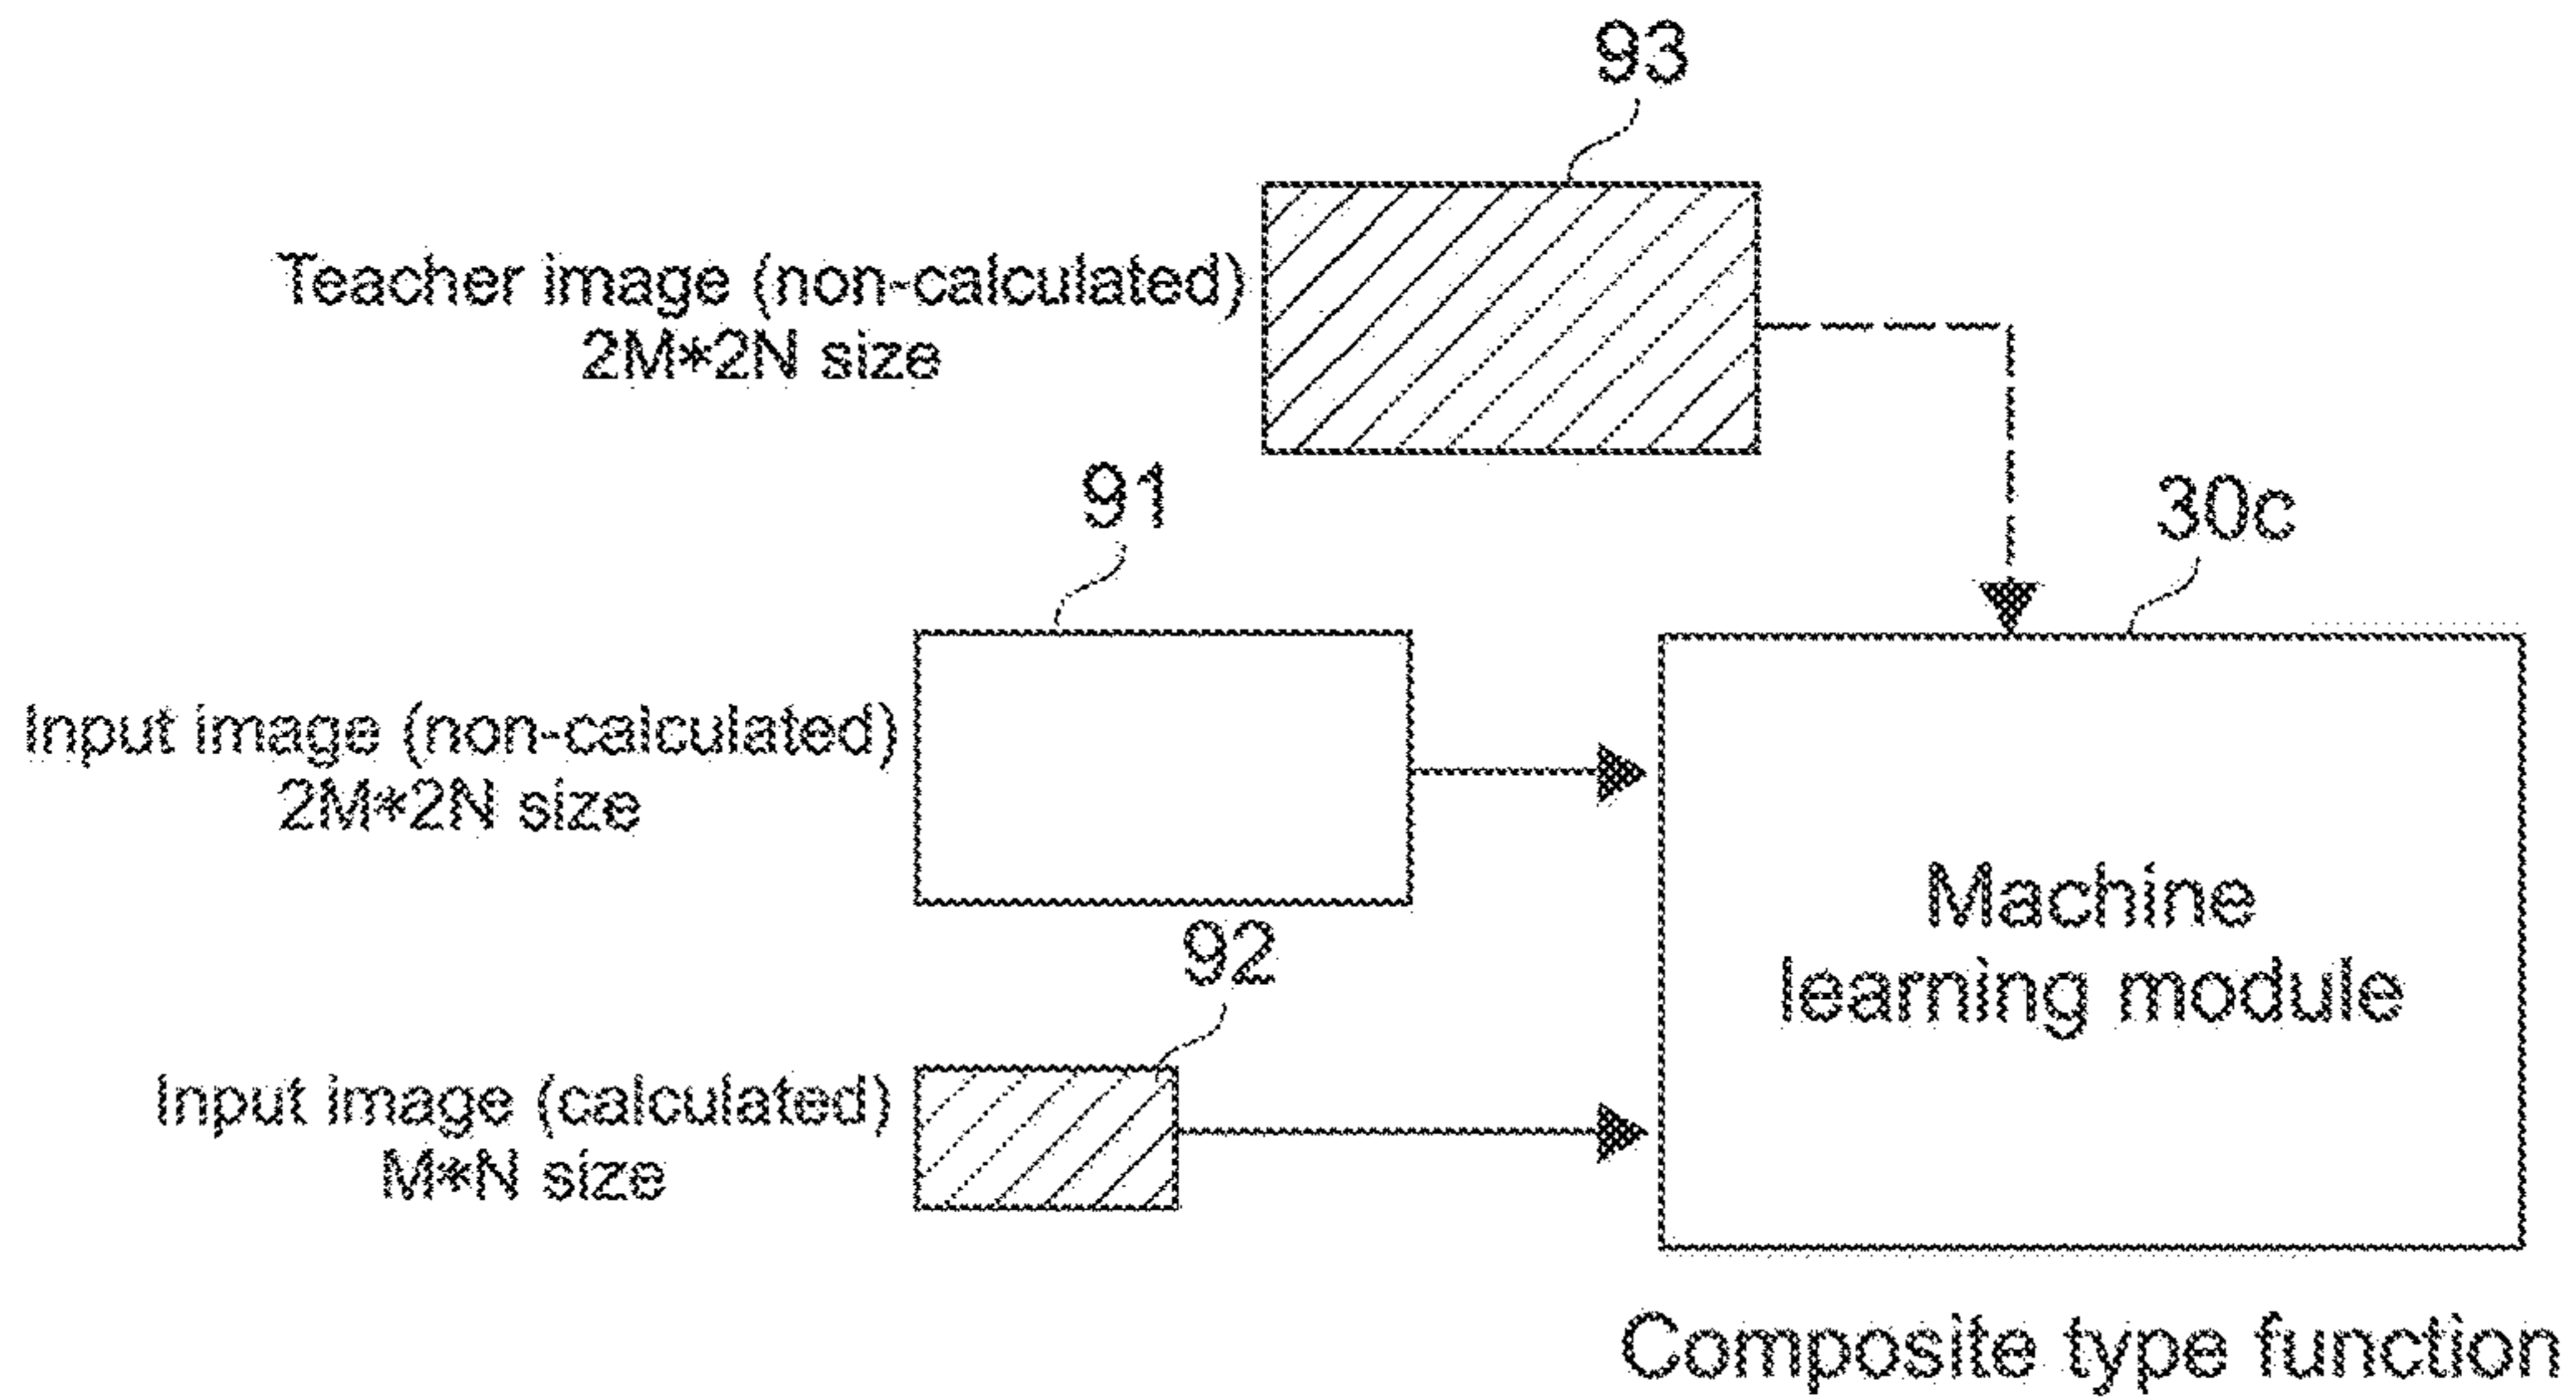 93
Teacher image (non-calculated)
2M*2N size
91
30c
Input image (non-calculated)
2M*2N size
Machine
learning module
92
Input image (calculated)
M*N size
Composite type function